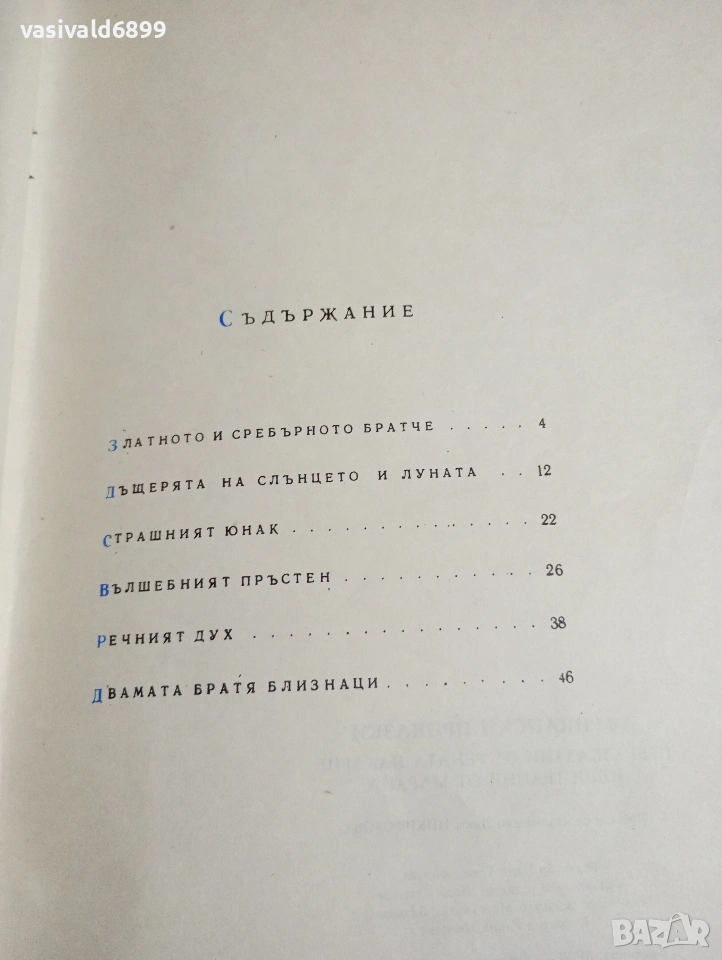 vasivald6899
СЪДЪРЖАНИЕ
ЗЛАТНОТО И СРЕБЪРНОТО БРАТЧЕ . . . . . 4
ДЪЩЕРЯТА НА СЛЪНЦЕТО И ЛУНАТА . . 12
СТРАШНИЯТ ЮНАК . . . . . . . . . . . . . 22
ВЪЛШЕБНИЯТ ПРЪСТЕН . . . . . . . . . . . 26
РЕЧНИЯТ ДУХ . . . . . . . . . . . . . . . 38
ДВАМАТА БРАТЯ БЛИЗНАЦИ . . . . . . . . 46
BAZAR